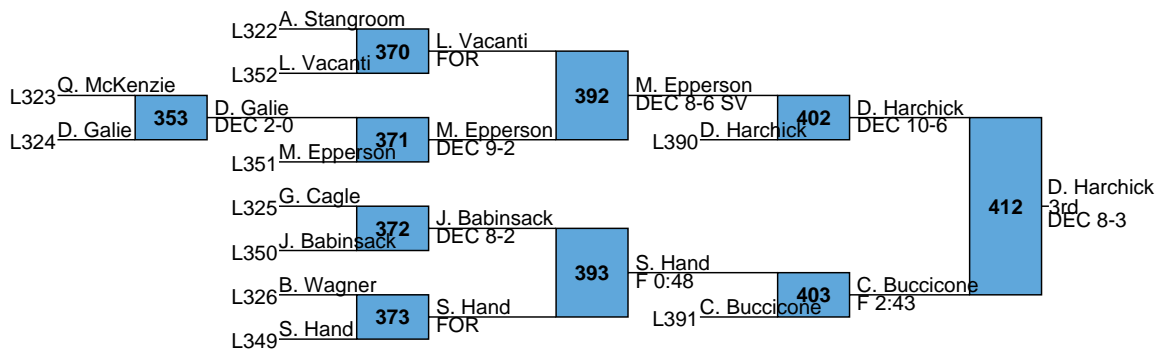 L322 A. Stangroom
370
L. Vacanti
FOR
L352 L. Vacanti
392
M. Epperson
DEC 8-6 SV
L323 Q. McKenzie
353
D. Galie
DEC 2-0
L324 D. Galie
371
M. Epperson
DEC 9-2
L351 M. Epperson
402
D. Harchick
DEC 10-6
L390 D. Harchick
412
D. Harchick
3rd
DEC 8-3
L325 G. Cagle
372
J. Babinsack
DEC 8-2
L350 J. Babinsack
393
S. Hand
F 0:48
L326 B. Wagner
373
S. Hand
FOR
L349 S. Hand
403
C. Buccicone
F 2:43
L391 C. Buccicone